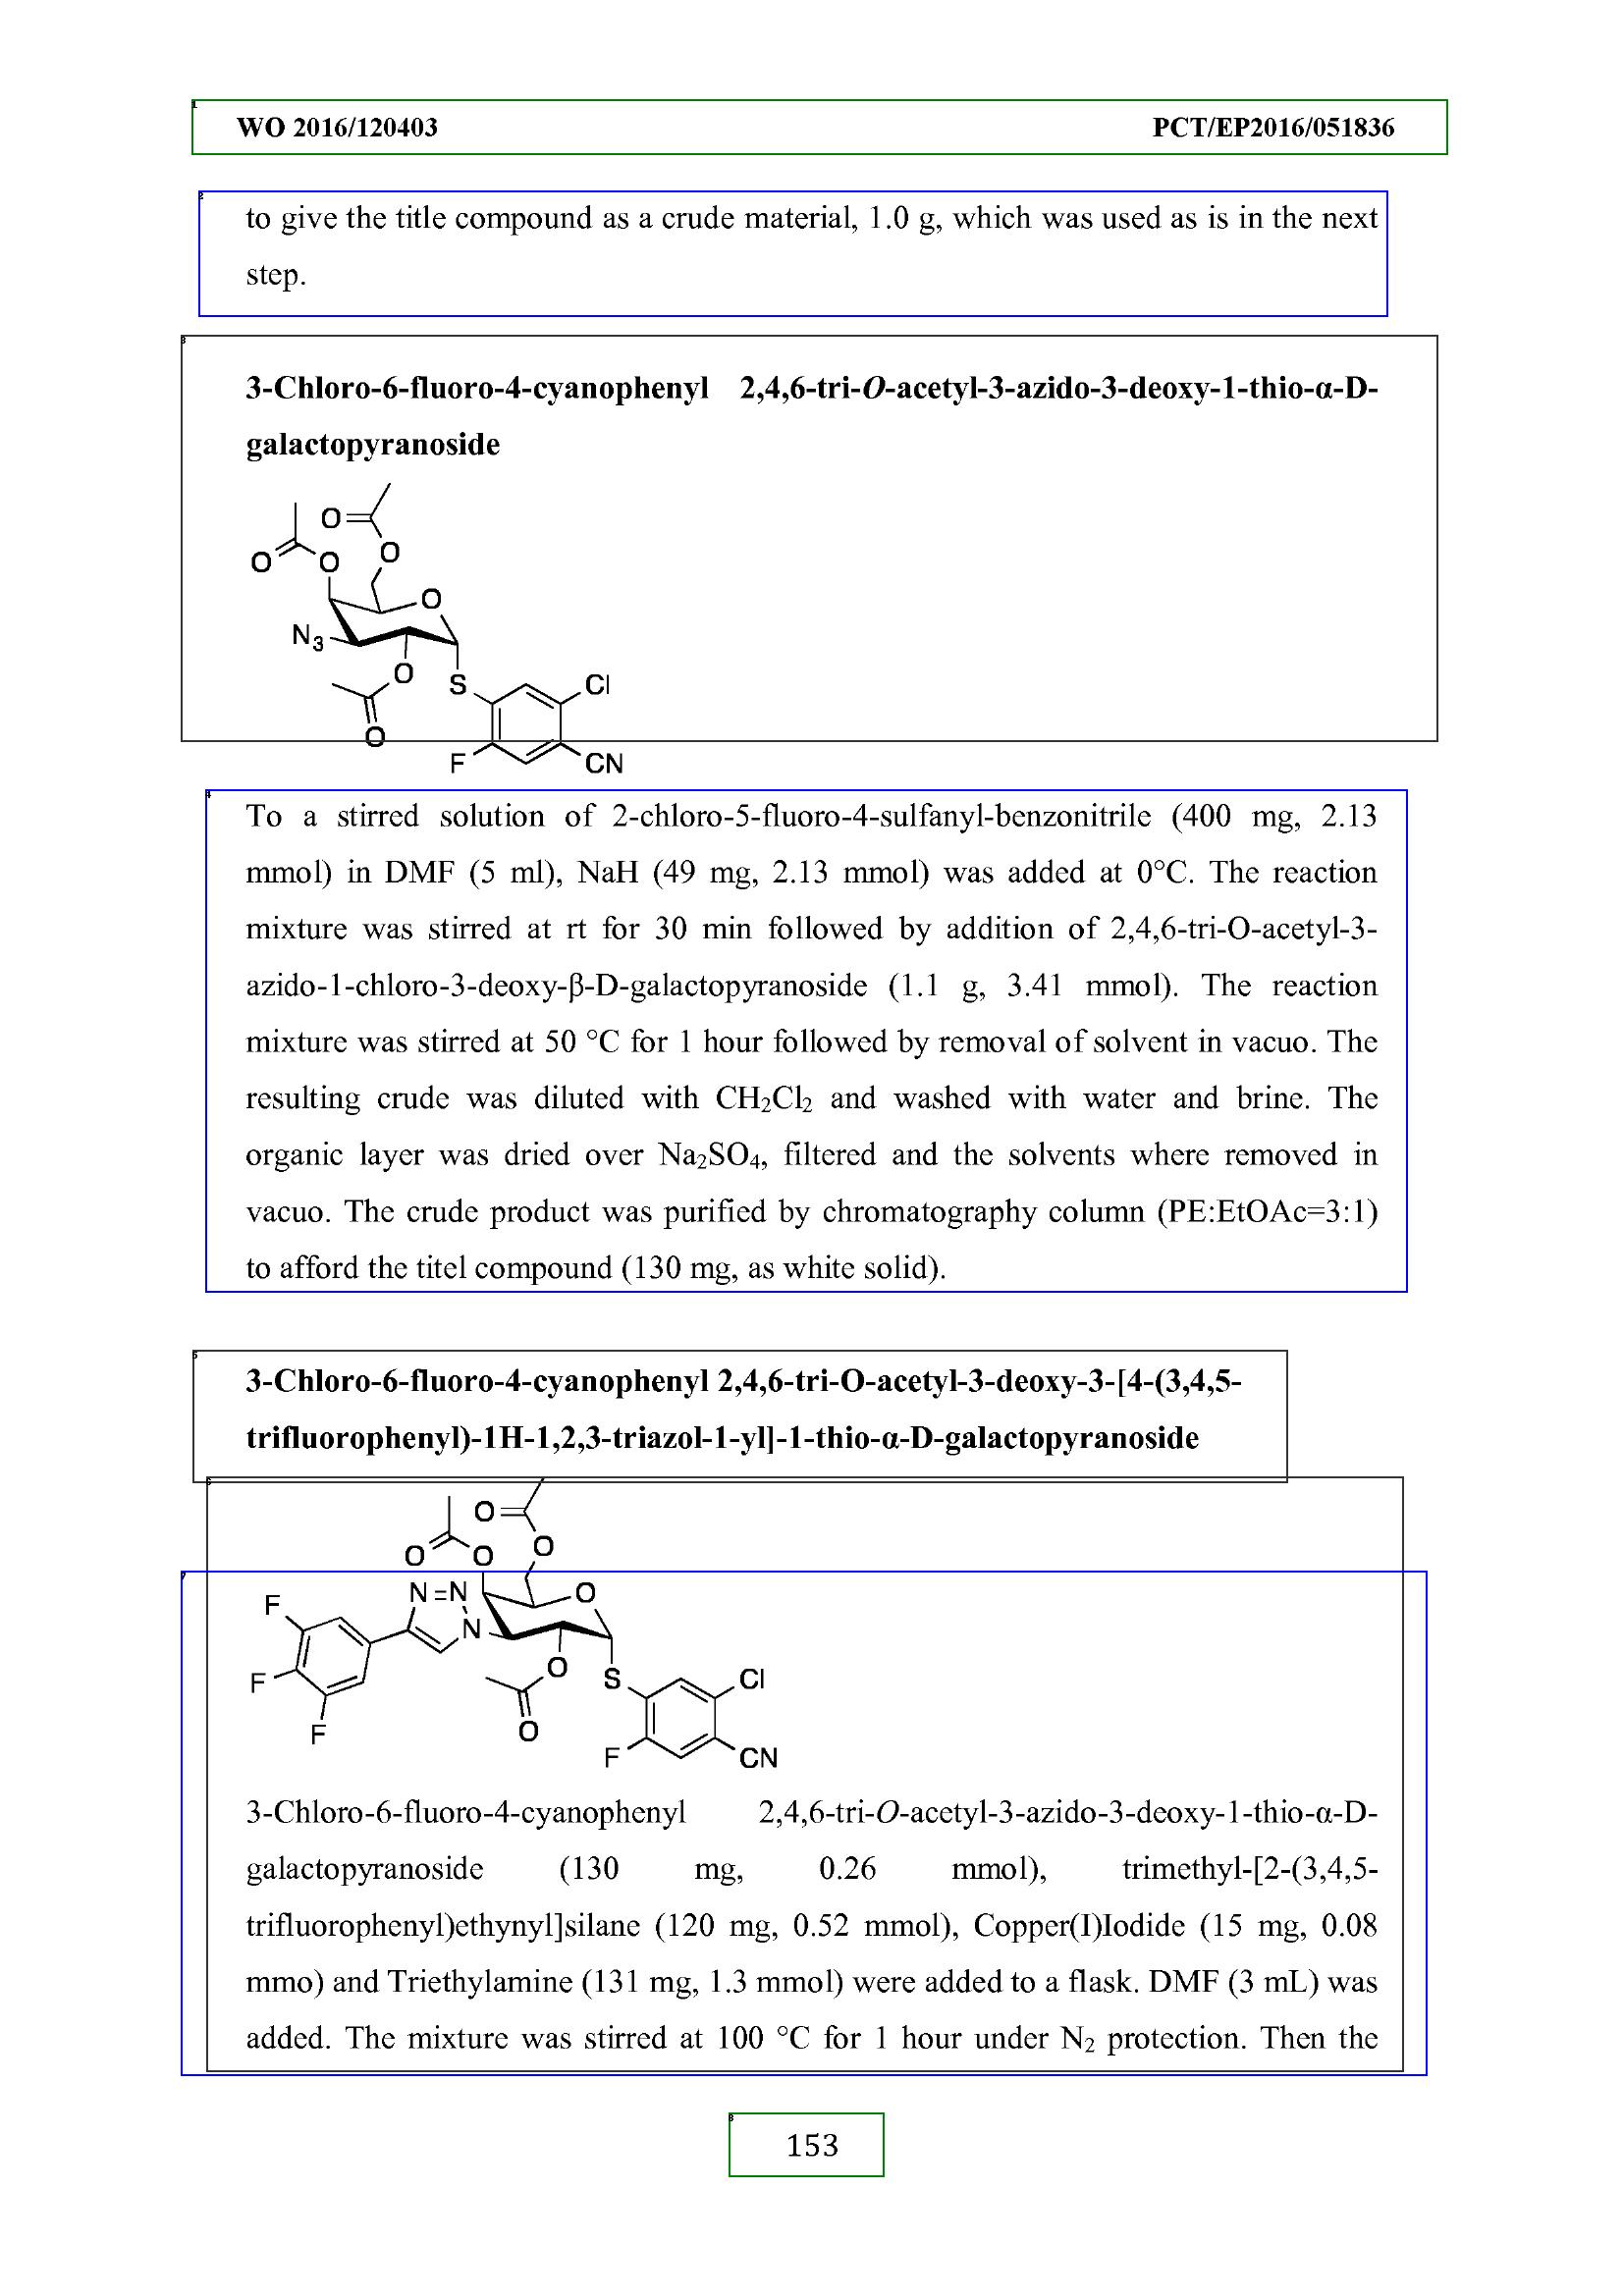 WO 2016/120403 PCT/EP2016/051836
to give the title compound as a crude material, 1.0 g, which was used as is in the next
step.
3-Chloro-6-fluoro-4-cyanophenyl 2,4,6-tri-O-acetyl-3-azido-3-deoxy-1-thio-α-D-
galactopyranoside
O
O
O
O
O
N3
O
S
Cl
O
F
CN
To a stirred solution of 2-chloro-5-fluoro-4-sulfanyl-benzonitrile (400 mg, 2.13
mmol) in DMF (5 ml), NaH (49 mg, 2.13 mmol) was added at 0°C. The reaction
mixture was stirred at rt for 30 min followed by addition of 2,4,6-tri-O-acetyl-3-
azido-1-chloro-3-deoxy-β-D-galactopyranoside (1.1 g, 3.41 mmol). The reaction
mixture was stirred at 50 °C for 1 hour followed by removal of solvent in vacuo. The
resulting crude was diluted with CH₂Cl₂ and washed with water and brine. The
organic layer was dried over Na₂SO₄, filtered and the solvents where removed in
vacuo. The crude product was purified by chromatography column (PE:EtOAc=3:1)
to afford the titel compound (130 mg, as white solid).
3-Chloro-6-fluoro-4-cyanophenyl 2,4,6-tri-O-acetyl-3-deoxy-3-[4-(3,4,5-
trifluorophenyl)-1H-1,2,3-triazol-1-yl]-1-thio-α-D-galactopyranoside
O
O
O
O
N=N
O
F
N
O
F
S
Cl
F
O
F
CN
3-Chloro-6-fluoro-4-cyanophenyl 2,4,6-tri-O-acetyl-3-azido-3-deoxy-1-thio-α-D-
galactopyranoside (130 mg, 0.26 mmol), trimethyl-[2-(3,4,5-
trifluorophenyl)ethynyl]silane (120 mg, 0.52 mmol), Copper(I)Iodide (15 mg, 0.08
mmo) and Triethylamine (131 mg, 1.3 mmol) were added to a flask. DMF (3 mL) was
added. The mixture was stirred at 100 °C for 1 hour under N₂ protection. Then the
153